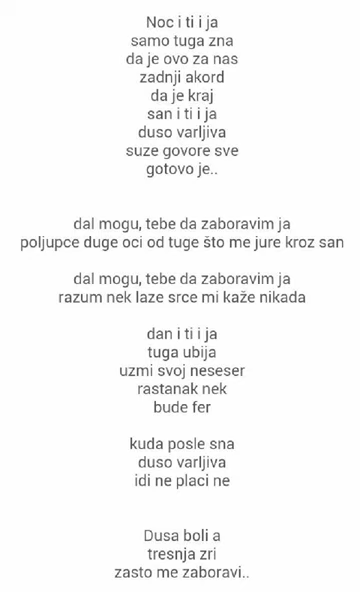 Noc i ti i ja
samo tuga zna
da je ovo za nas
zadnji akord
da je kraj
san i ti i ja
duso varljiva
suze govore sve
gotovo je..
dal mogu, tebe da zaboravim ja
poljupce duge oci od tuge što me jure kroz san
dal mogu, tebe da zaboravim ja
razum nek laze srce mi kaže nikada
dan i ti i ja
tuga ubija
uzmi svoj neseser
rastanak nek
bude fer
kuda posle sna
duso varljiva
idi ne placi ne
Dusa boli a
tresnja zri
zasto me zaboravi..